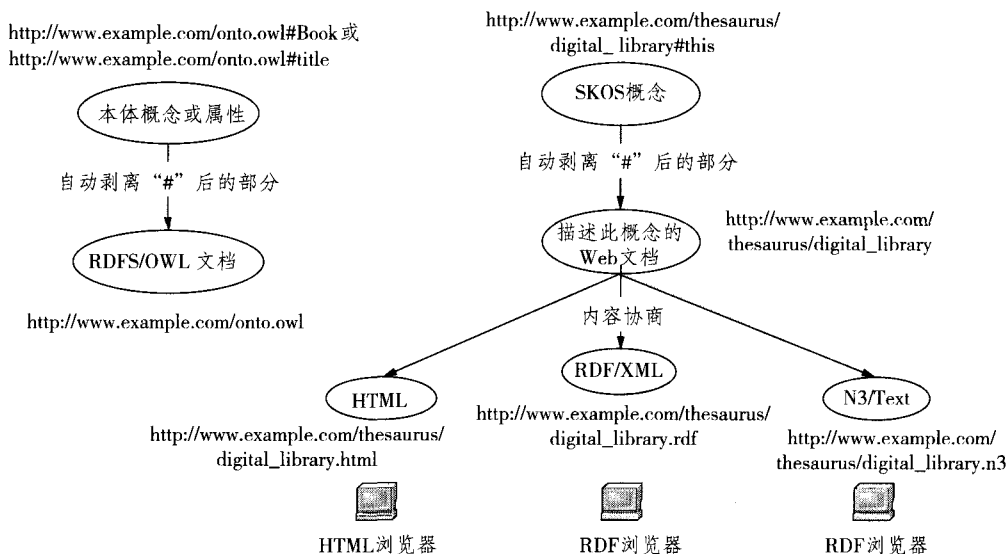 http://www.example.com/onto.owl#Book或
http://www.example.com/onto.owl#title
本体概念或属性
自动剥离“#”后的部分
RDFS/OWL 文档
http://www.example.com/onto.owl
http://www.example.com/thesaurus/
digital_ library#this
SKOS概念
自动剥离“#”后的部分
描述此概念的
Web文档
http://www.example.com/
thesaurus/digital_library
内容协商
HTML
http://www.example.com/thesaurus/
digital_library.html
RDF/XML
http://www.example.com/thesaurus/
digital_library.rdf
N3/Text
http://www.example.com/
thesaurus/digital_library.n3
HTML浏览器
RDF浏览器
RDF浏览器